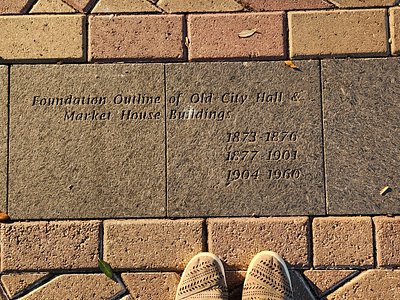 Foundation Outline of Old City Hall &
Market House Buildings
1873-1876
1877-1901
1904-1960